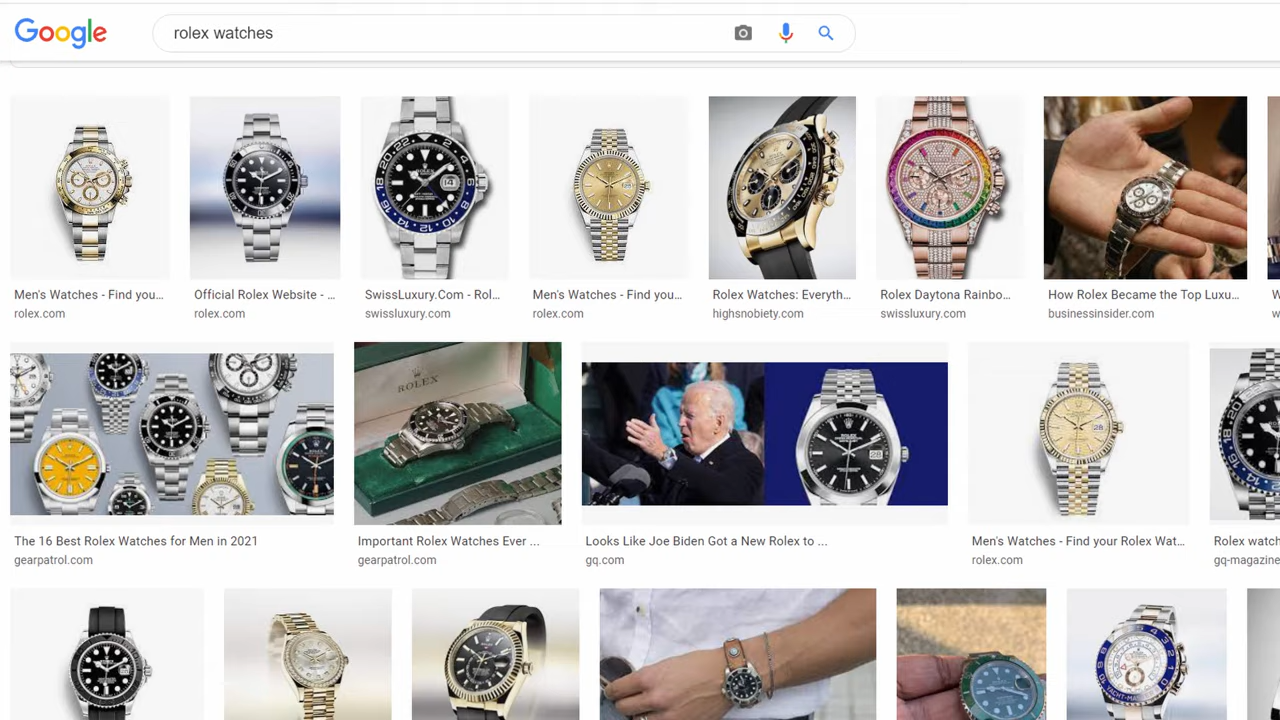 Google
rolex watches
Men's Watches - Find you...
rolex.com
Official Rolex Website - ...
rolex.com
SwissLuxury.Com - Rol...
swissluxury.com
Men's Watches - Find you...
rolex.com
Rolex Watches: Everyth...
highsnobiety.com
Rolex Daytona Rainbo...
swissluxury.com
How Rolex Became the Top Luxu...
businessinsider.com
ROLEX
The 16 Best Rolex Watches for Men in 2021
gearpatrol.com
Important Rolex Watches Ever ...
gearpatrol.com
Looks Like Joe Biden Got a New Rolex to ...
gq.com
Men's Watches - Find your Rolex Wat...
rolex.com
Rolex watch
gq-magazine